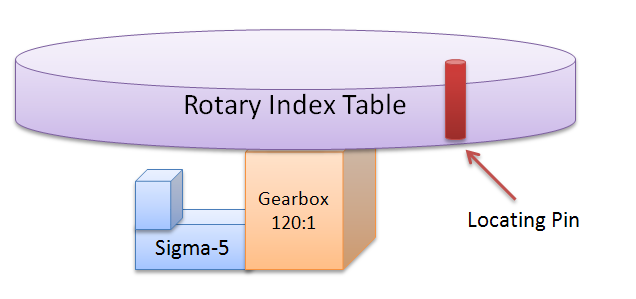 Rotary Index Table
Gearbox
120:1
Sigma-5
Locating Pin